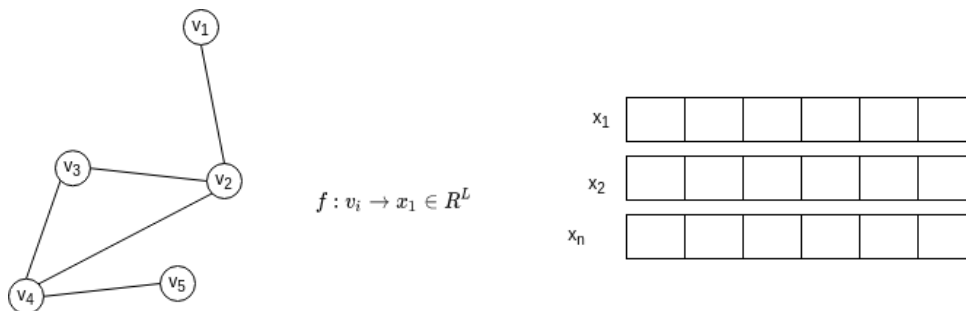 v1
v3
v2
v4
v5
f : vi → x1 ∈ R^L
x1
x2
xn